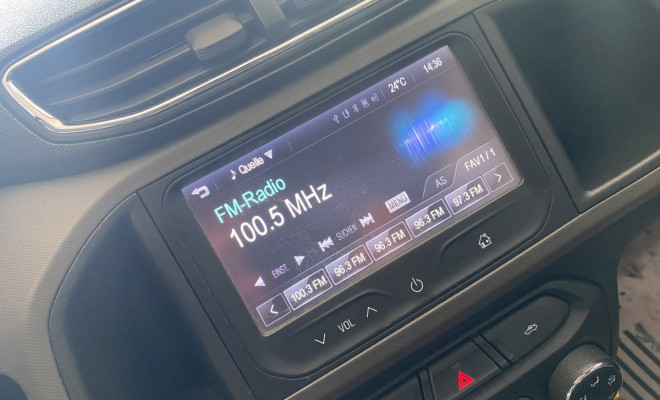 24°C 14:36
Quelle
FM-Radio
100.5 MHz
EINST. SUCHEN MENU AS FAV1/1
100.3 FM 96.3 FM 96.3 FM 96.3 FM 97.3 FM
VOL